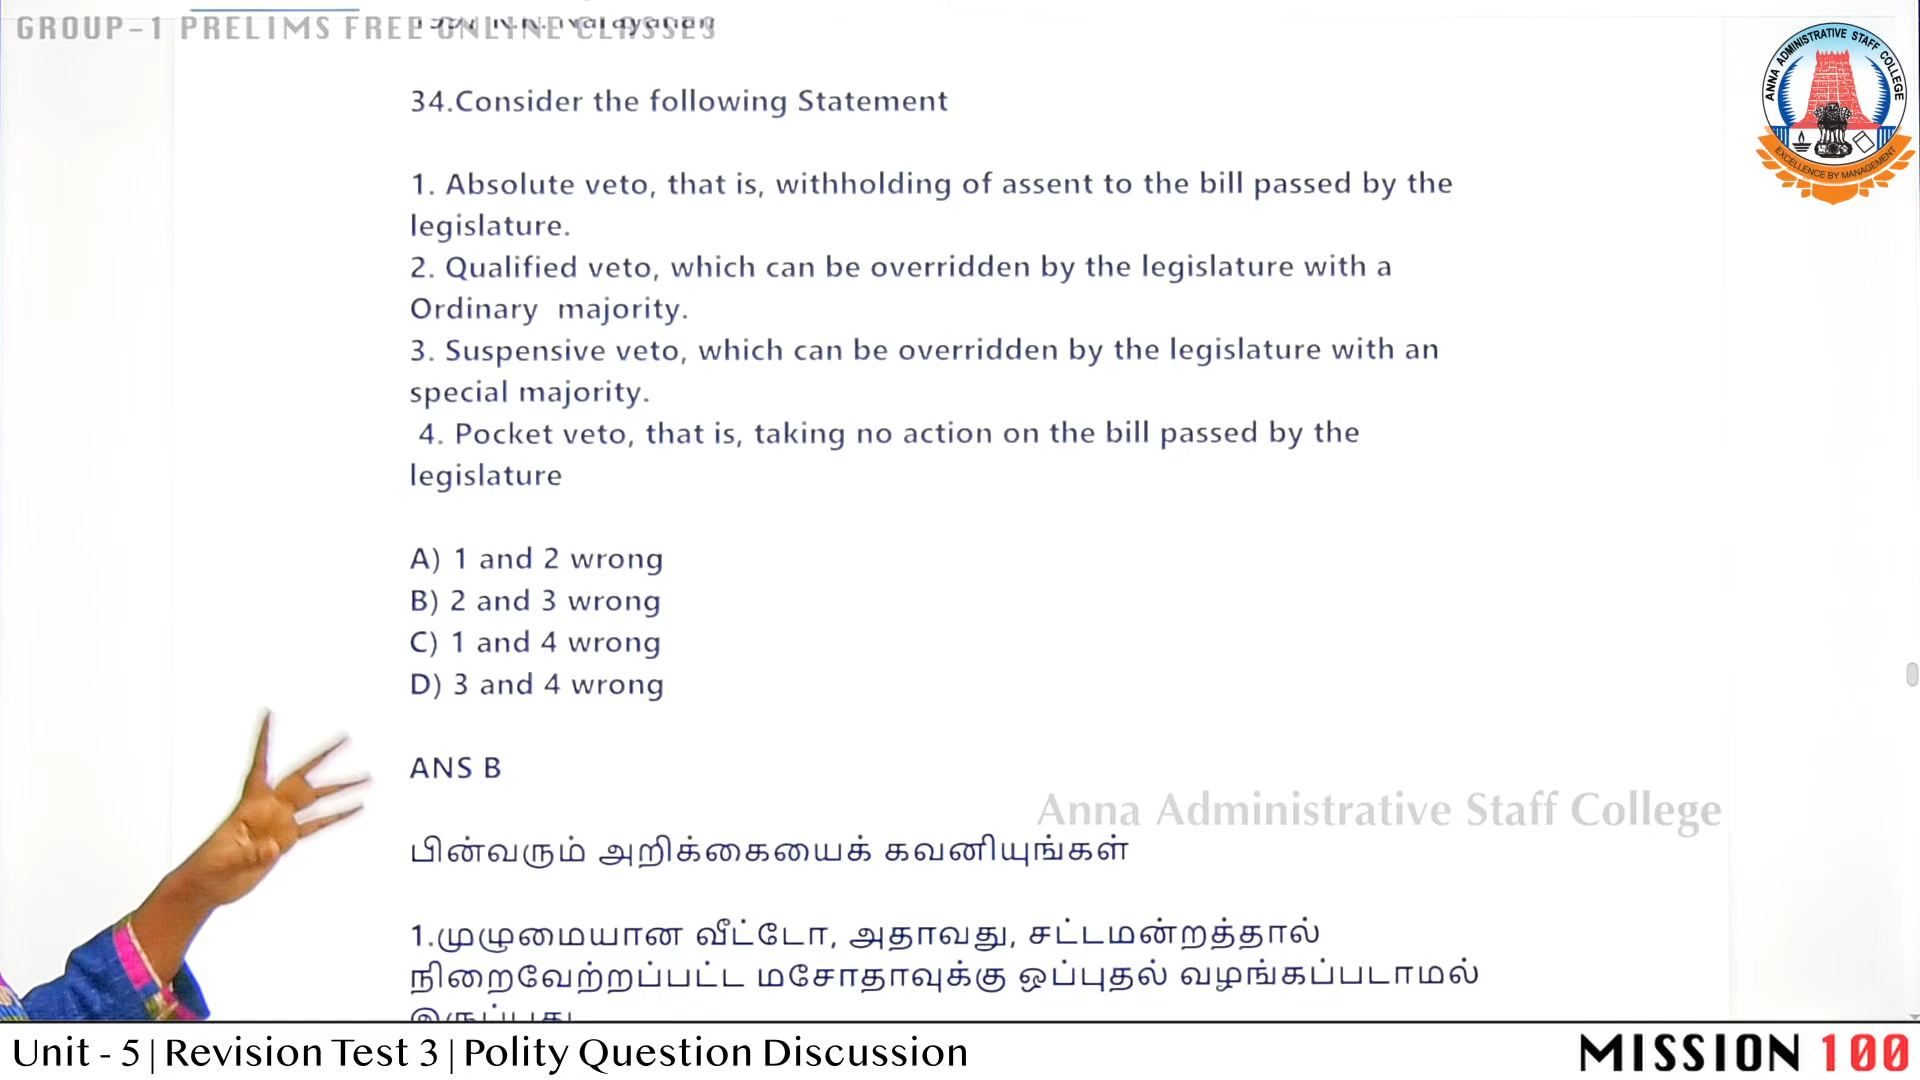 GROUP-1 PRELIMS FREE ONLINE CLASSES
34.Consider the following Statement
1. Absolute veto, that is, withholding of assent to the bill passed by the
legislature.
2. Qualified veto, which can be overridden by the legislature with a
Ordinary majority.
3. Suspensive veto, which can be overridden by the legislature with an
special majority.
4. Pocket veto, that is, taking no action on the bill passed by the
legislature
A) 1 and 2 wrong
B) 2 and 3 wrong
C) 1 and 4 wrong
D) 3 and 4 wrong
ANS B
பின்வரும் அறிக்கையைக் கவனியுங்கள்
1.முழுமையான வீட்டோ, அதாவது, சட்டமன்றத்தால்
நிறைவேற்றப்பட்ட மசோதாவுக்கு ஒப்புதல் வழங்கப்படாமல்
ANNA ADMINISTRATIVE STAFF COLLEGE
EXCELLENCE BY MANAGEMENT
Anna Administrative Staff College
Unit - 5 | Revision Test 3 | Polity Question Discussion
MISSION 100